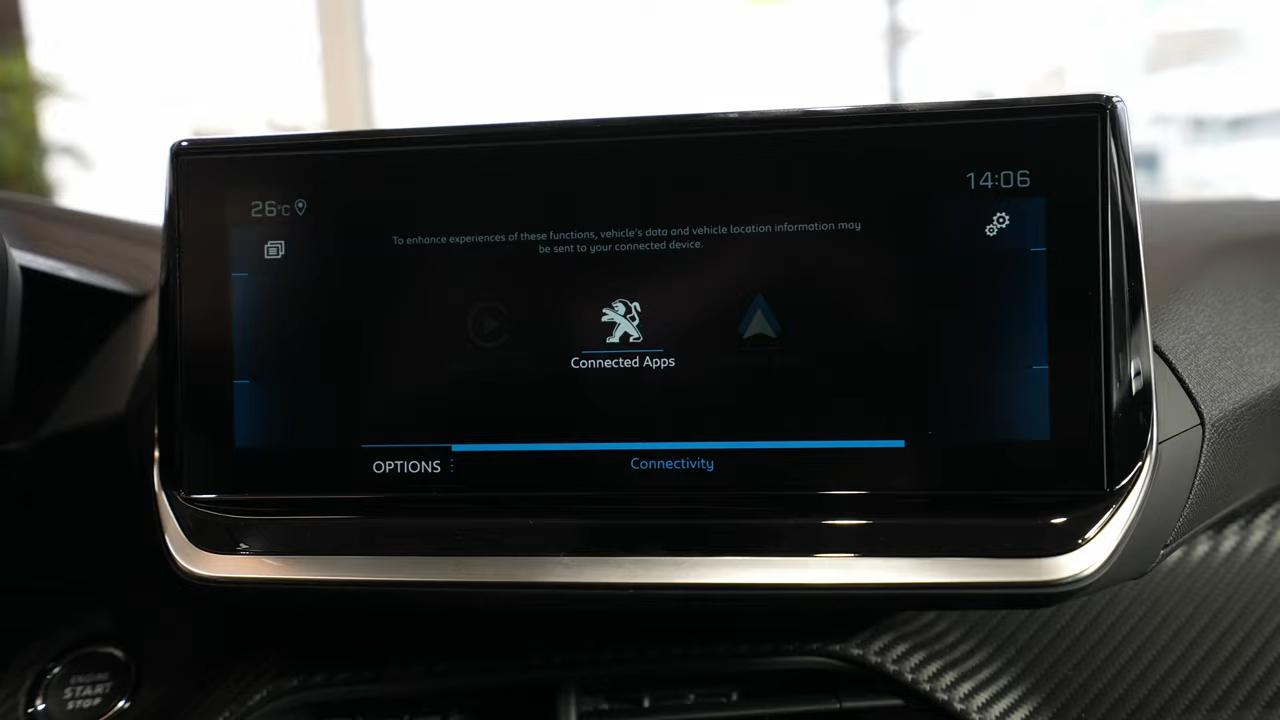 26°C
14:06
To enhance experiences of these functions, vehicle's data and vehicle location information may
be sent to your connected device.
Connected Apps
OPTIONS
Connectivity
ENGINE
START
STOP